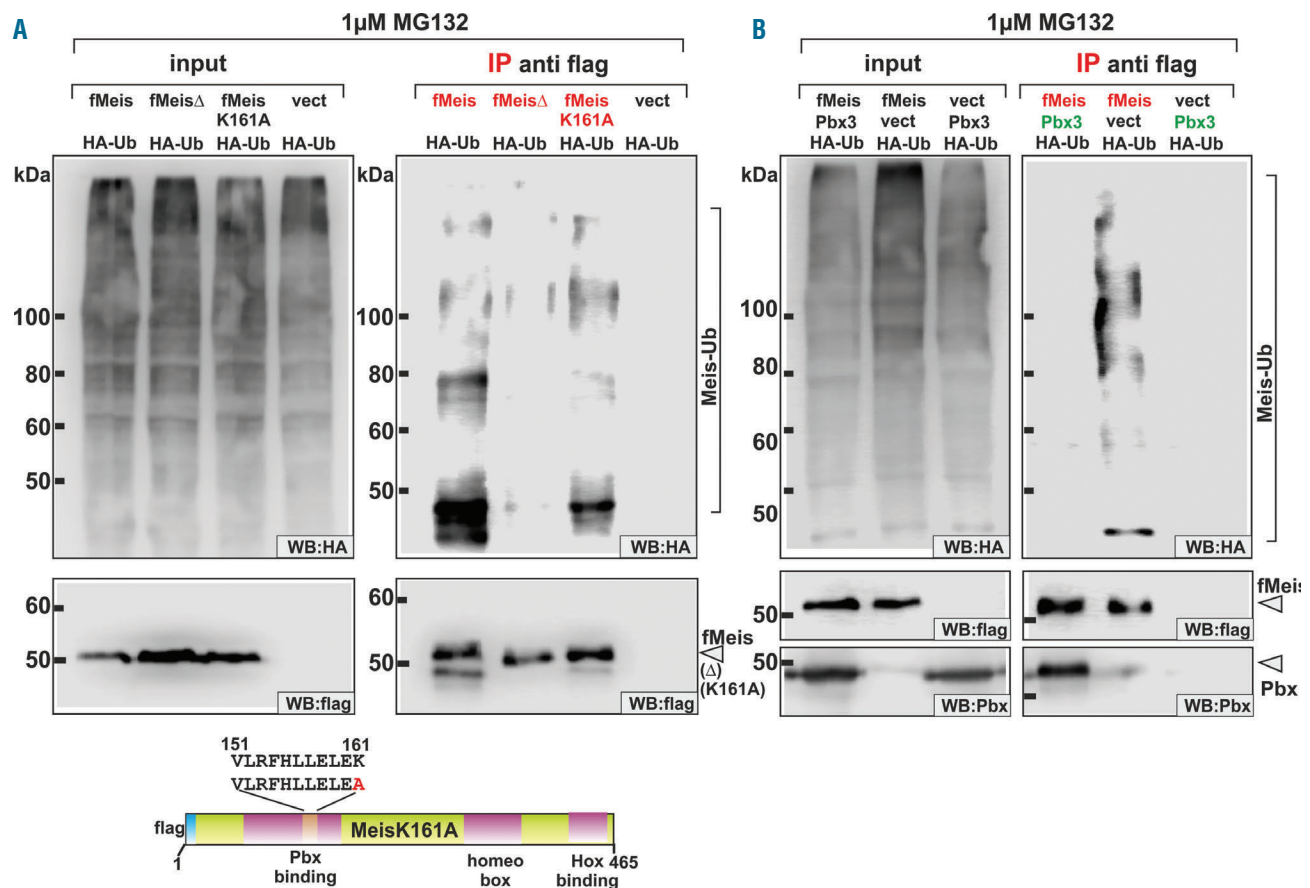 A
1µM MG132
input
IP anti flag
fMeis fMeisΔ fMeis vect
K161A
HA-Ub HA-Ub HA-Ub HA-Ub
fMeis fMeisΔ fMeis vect
K161A
HA-Ub HA-Ub HA-Ub HA-Ub
kDa
100
80
60
50
WB:HA
kDa
100
80
60
50
WB:HA
Meis-Ub
60
50
WB:flag
60
50
WB:flag
fMeis
(Δ)
(K161A)
151 161
VLRFHLLELEK
VLRFHLLELEA
flag
MeisK161A
1
Pbx
binding
homeo
box
Hox
binding
465
B
1µM MG132
input
IP anti flag
fMeis fMeis vect
Pbx3 vect Pbx3
HA-Ub HA-Ub HA-Ub
fMeis fMeis vect
Pbx3 vect Pbx3
HA-Ub HA-Ub HA-Ub
kDa
100
80
60
50
WB:HA
WB:HA
Meis-Ub
50
WB:flag
WB:flag
fMeis
50
WB:Pbx
WB:Pbx
Pbx